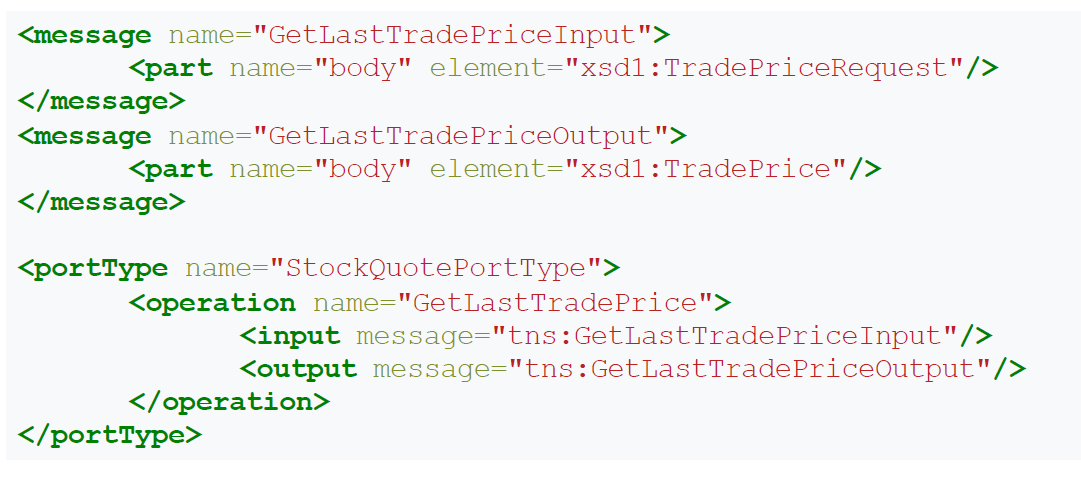 <message name="GetLastTradePriceInput">
<part name="body" element="xsd1:TradePriceRequest"/>
</message>
<message name="GetLastTradePriceOutput">
<part name="body" element="xsd1:TradePrice"/>
</message>
<portType name="StockQuotePortType">
<operation name="GetLastTradePrice">
<input message="tns:GetLastTradePriceInput"/>
<output message="tns:GetLastTradePriceOutput"/>
</operation>
</portType>